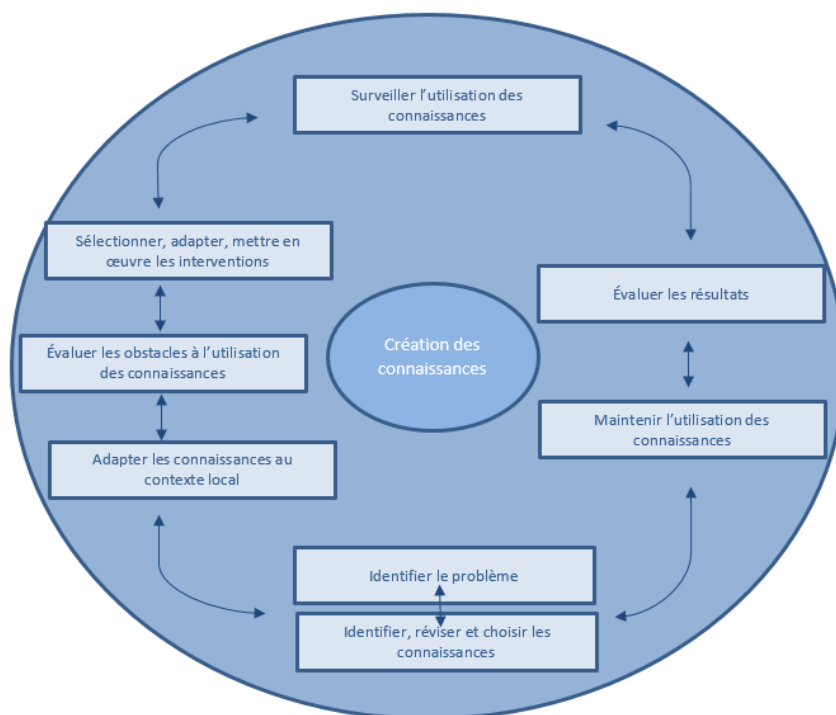 Surveiller l’utilisation des
connaissances
Sélectionner, adapter, mettre en
œuvre les interventions
Évaluer les résultats
Création des
connaissances
Évaluer les obstacles à l’utilisation
des connaissances
Maintenir l’utilisation des
connaissances
Adapter les connaissances au
contexte local
Identifier le problème
Identifier, réviser et choisir les
connaissances